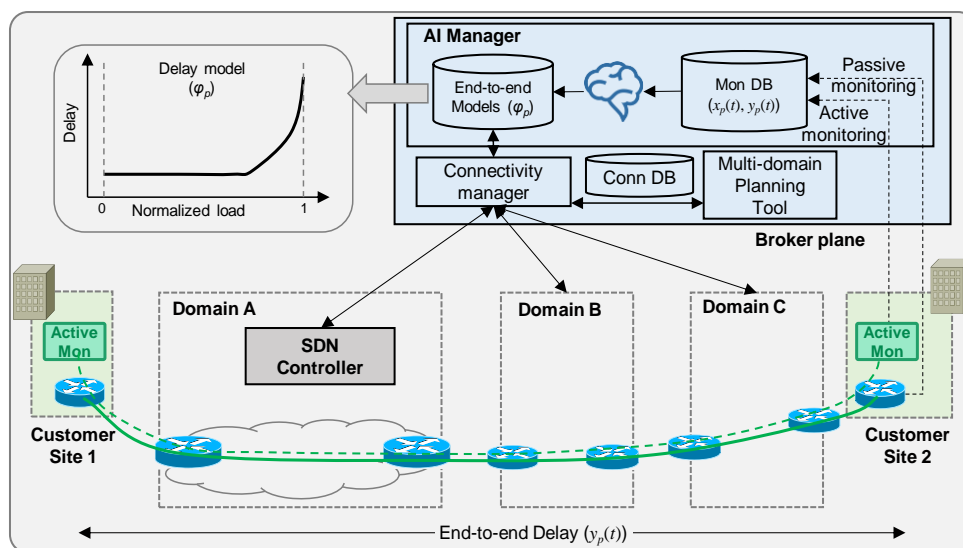 AI Manager
Delay model
(φp)
Delay
0
Normalized load
1
End-to-end
Models (φp)
Mon DB
(xp(t), yp(t))
Passive
monitoring
Active
monitoring
Connectivity
manager
Conn DB
Multi-domain
Planning
Tool
Broker plane
Domain A
Domain B
Domain C
SDN
Controller
Active
Mon
Active
Mon
Customer
Site 1
Customer
Site 2
End-to-end Delay (yp(t))